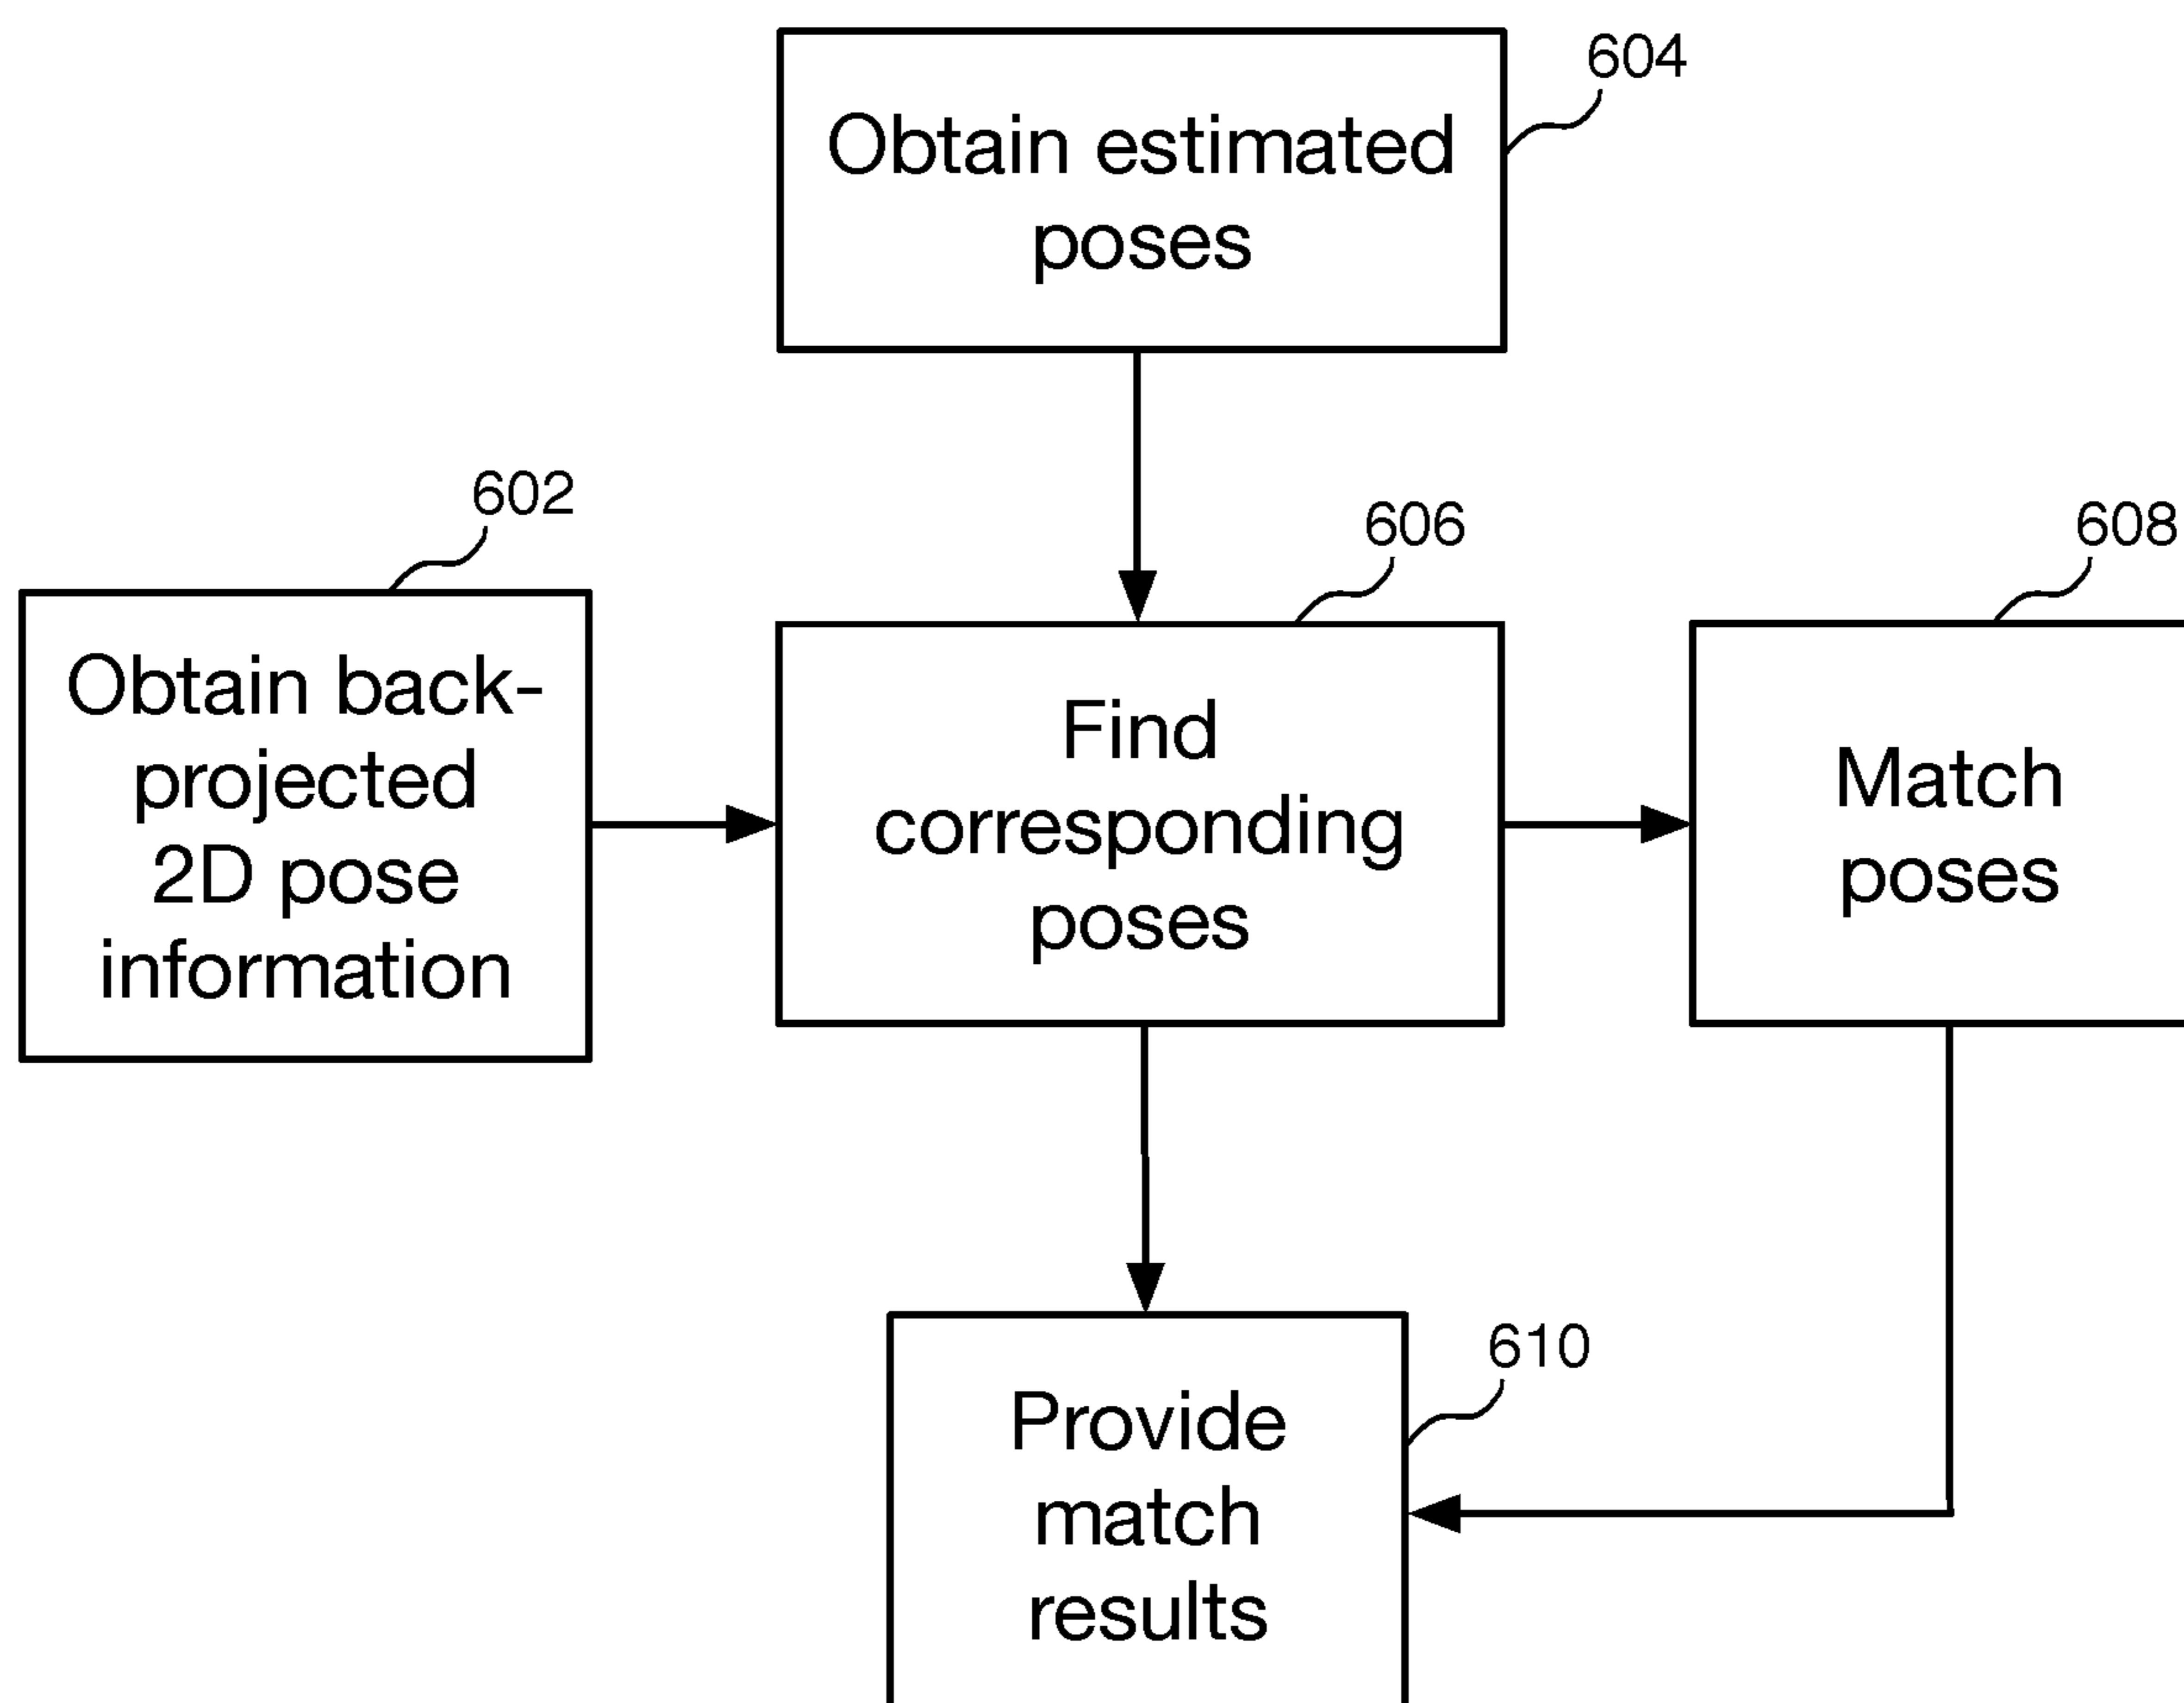 604
Obtain estimated
poses
602
606
608
Obtain back-
projected
2D pose
information
Find
corresponding
poses
Match
poses
610
Provide
match
results